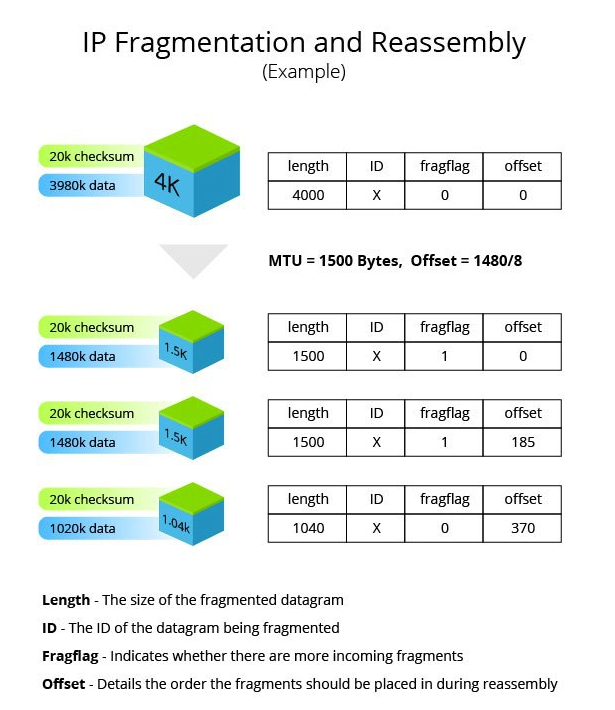 IP Fragmentation and Reassembly
(Example)
20k checksum
3980k data
4K
length ID fragflag offset
4000 X 0 0
MTU = 1500 Bytes, Offset = 1480/8
20k checksum
1480k data
1.5K
length ID fragflag offset
1500 X 1 0
20k checksum
1480k data
1.5K
length ID fragflag offset
1500 X 1 185
20k checksum
1020k data
1.04k
length ID fragflag offset
1040 X 0 370
Length - The size of the fragmented datagram
ID - The ID of the datagram being fragmented
Fragflag - Indicates whether there are more incoming fragments
Offset - Details the order the fragments should be placed in during reassembly